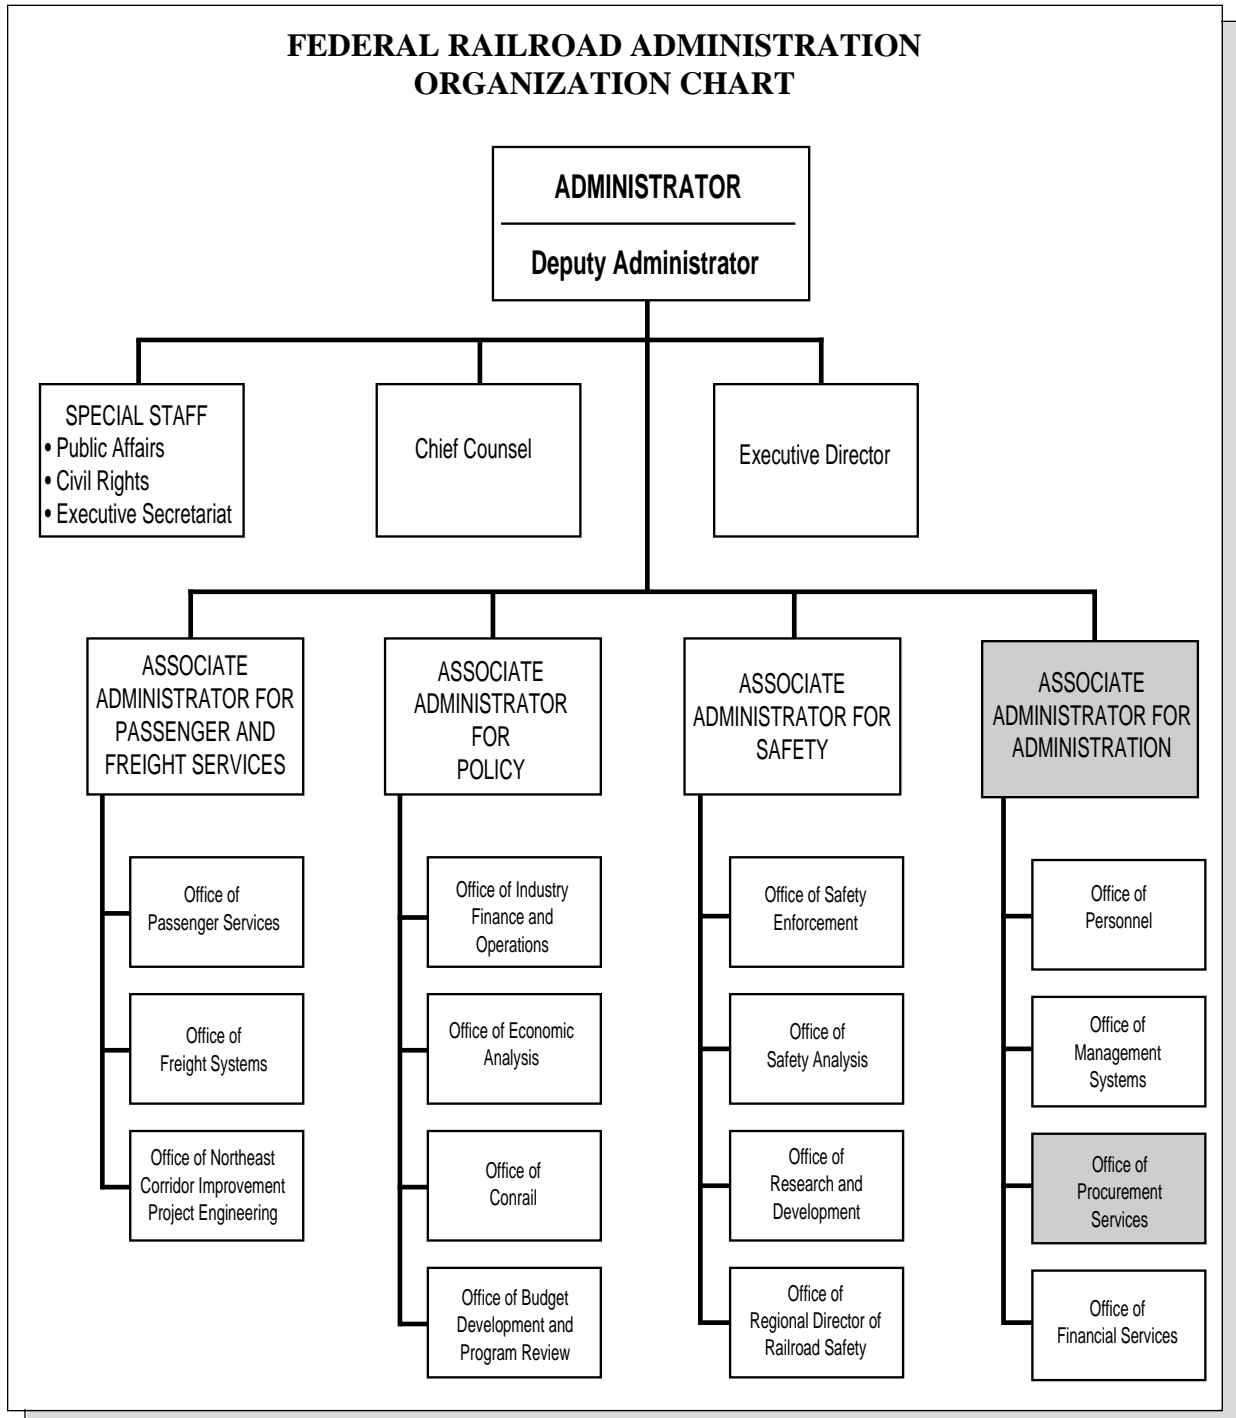 FEDERAL RAILROAD ADMINISTRATION
ORGANIZATION CHART
ADMINISTRATOR
Deputy Administrator
SPECIAL STAFF
• Public Affairs
• Civil Rights
• Executive Secretariat
Chief Counsel
Executive Director
ASSOCIATE
ADMINISTRATOR FOR
PASSENGER AND
FREIGHT SERVICES
ASSOCIATE
ADMINISTRATOR
FOR
POLICY
ASSOCIATE
ADMINISTRATOR FOR
SAFETY
ASSOCIATE
ADMINISTRATOR FOR
ADMINISTRATION
Office of
Passenger Services
Office of Industry
Finance and
Operations
Office of Safety
Enforcement
Office of
Personnel
Office of
Freight Systems
Office of Economic
Analysis
Office of
Safety Analysis
Office of
Management
Systems
Office of Northeast
Corridor Improvement
Project Engineering
Office of
Conrail
Office of
Research and
Development
Office of
Procurement
Services
Office of Budget
Development and
Program Review
Office of
Regional Director of
Railroad Safety
Office of
Financial Services